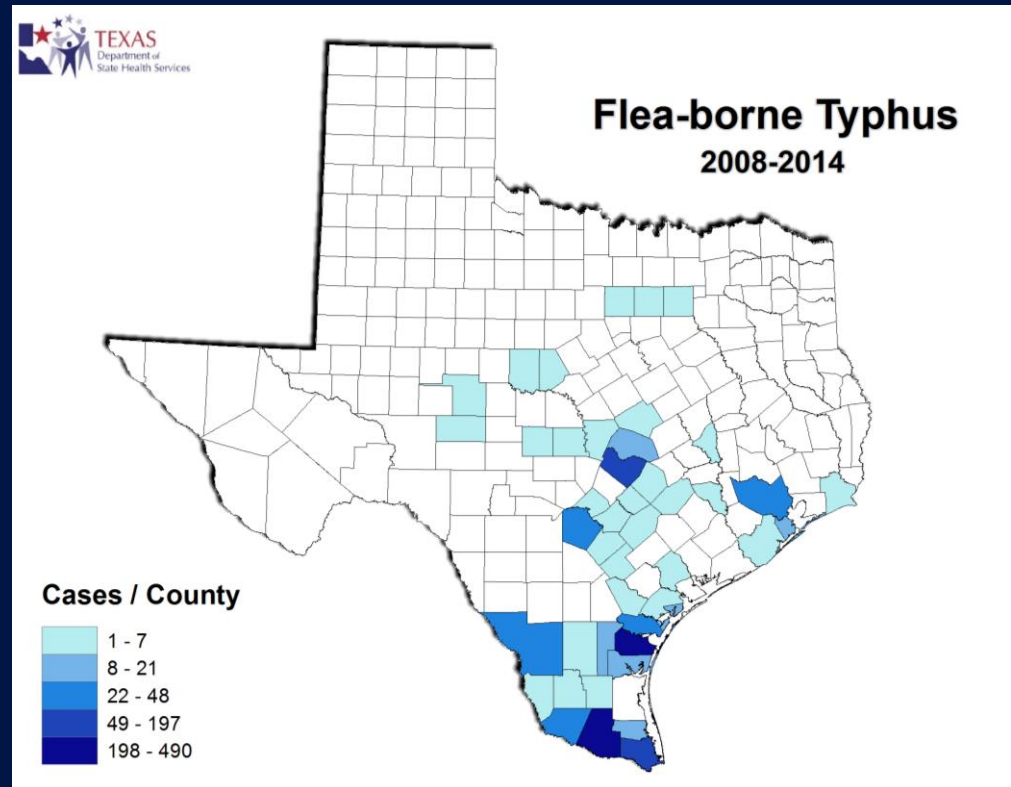 TEXAS
Department of
State Health Services
Flea-borne Typhus
2008-2014
Cases / County
1 - 7
8 - 21
22 - 48
49 - 197
198 - 490